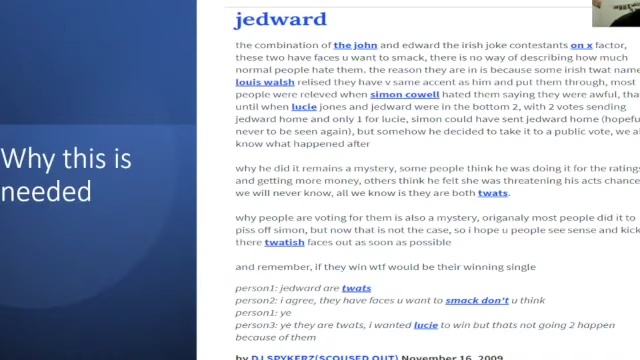 jedward
the combination of the john and edward the irish joke contestants on x factor,
these two have faces u want to smack, there is no way of describing how much
normal people hate them. the reason they are in is because some irish twat name
louis walsh relised they have v same accent as him and put them through, most
people were releved when simon cowell hated them saying they were awful, tha
until when lucie jones and jedward were in the bottom 2, with 2 votes sending
jedward home and only 1 for lucie, simon could have sent jedward home (hopefu
never to be seen again), but somehow he decided to take it to a public vote, we al
know what happened after
Why this is
needed
why he did it remains a mystery, some people think he was doing it for the ratings
and getting more money, others think he felt she was threatening his acts chance
we will never know, all we know is they are both twats.
why people are voting for them is also a mystery, origanaly most people did it to
piss off simon, but now that is not the case, so i hope u people see sense and kick
there twatish faces out as soon as possible
and remember, if they win wtf would be their winning single
person1: jedward are twats
person2: i agree, they have faces u want to smack don't u think
person1: ye
person3: ye they are twats, i wanted lucie to win but thats not going 2 happen
because of them
by DJ SPYKERZ(SCOUSED OUT) November 16, 2009